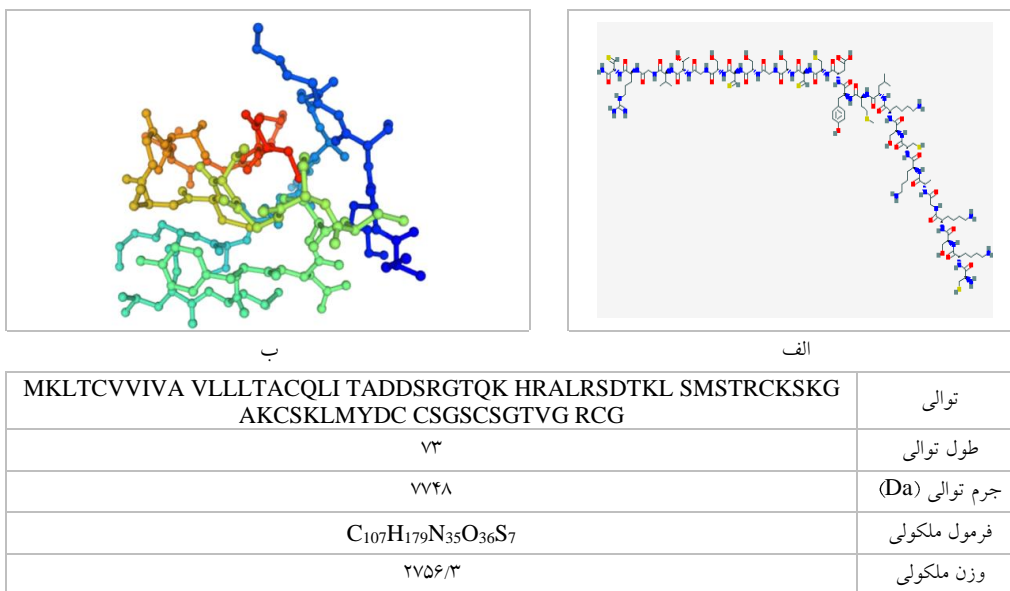 ب
الف
توالی
MKLTCVVIVA VLLLTACQLI TADDSRGTQK HRALRSDTKL SMSTRCKSKG
AKCSKLMYDC CSGSCSGTVG RCG
طول توالی
۷۳
جرم توالی (Da)
۷۷۴۸
فرمول ملکولی
C₁₀₇H₁₇₉N₃₅O₃₆S₇
وزن ملکولی
۲۷۵۶/۳